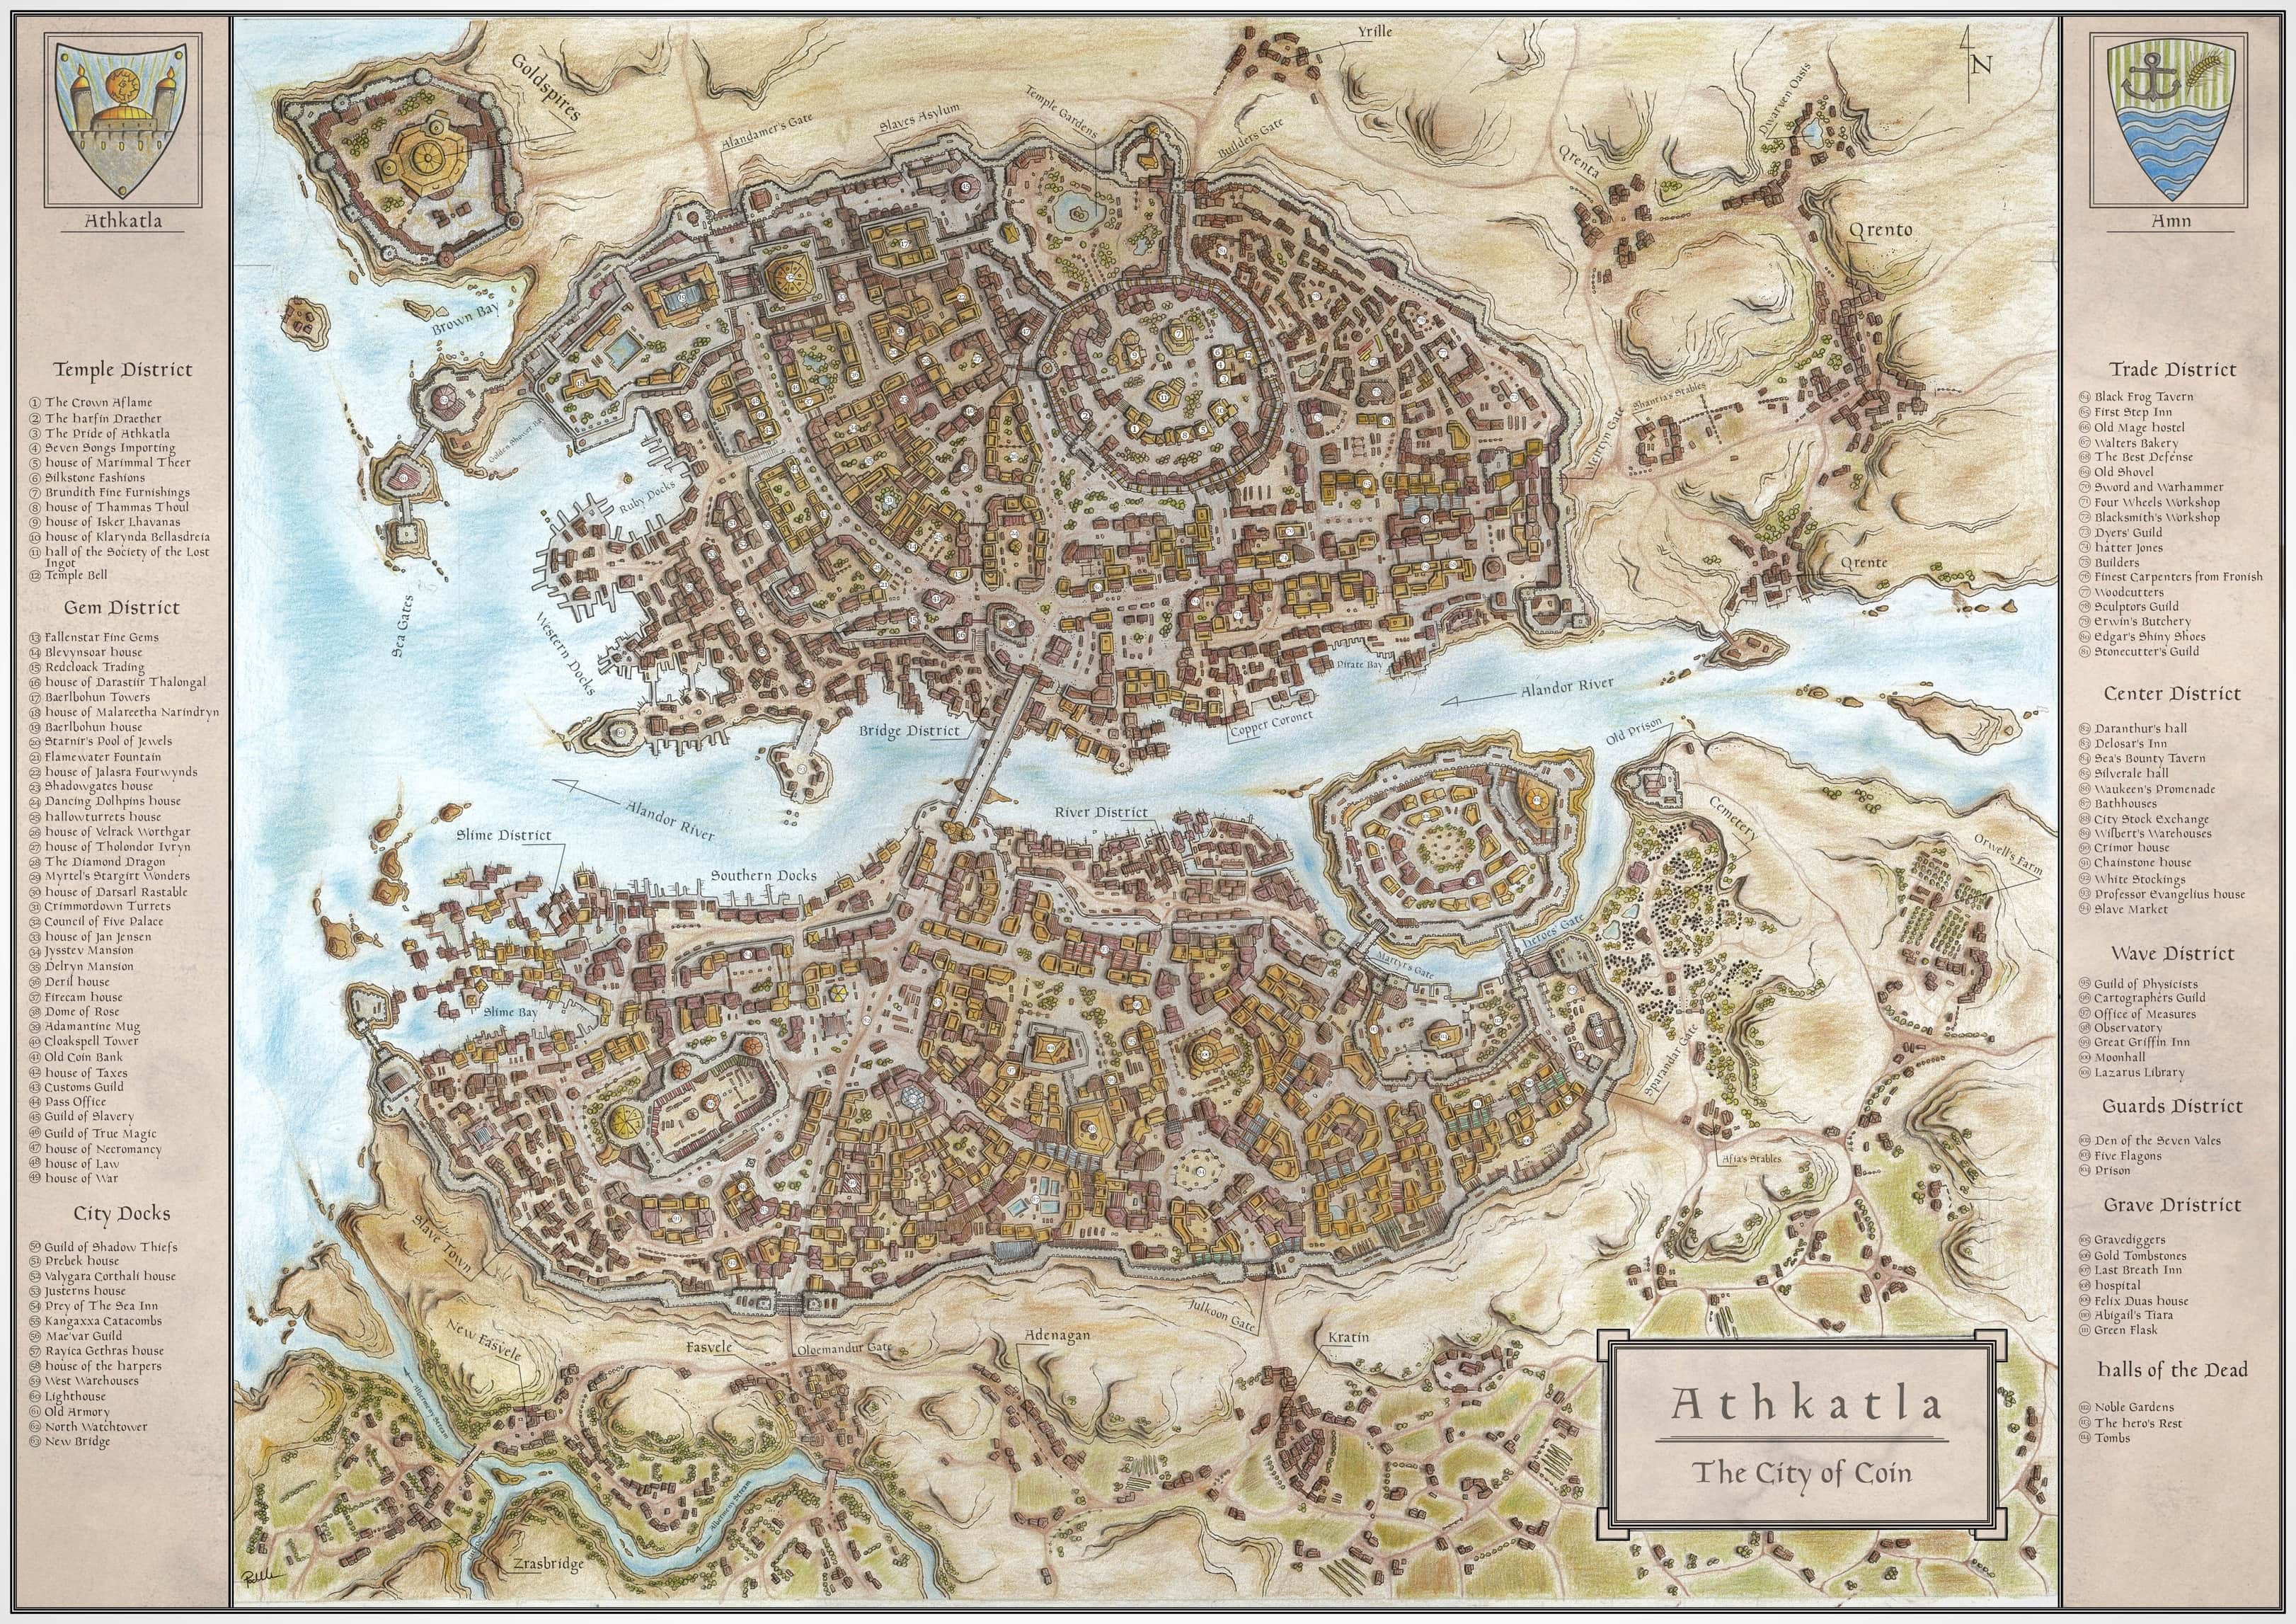 Athkatla
Temple District
1 The Crown Aflame
2 The harfin Draether
3 The Pride of Athkatla
4 Seven Songs Importing
5 house of Marimmal Theer
6 Silkstone Fashions
7 Brundith Fine Furnishings
8 house of Thammas Thoul
9 house of Isker Lhavanas
10 house of Klarynda Bellasdreia
11 hall of the Society of the Lost
Ingot
12 Temple Bell
Gem District
13 Fallenstar Fine Gems
14 Blevynsoar house
15 Redcloack Trading
16 house of Darastiir Thalongal
17 Baerlbohun Towers
18 house of Malareetha Narindryn
19 Baerlbohun house
20 Starnir's Pool of Jewels
21 Flamewater Fountain
22 house of Jalasra Fourwynds
23 Shadowgates house
24 Dancing Dolhpins house
25 hallowturrets house
26 house of Velrack Worthgar
27 house of Tholondor Ivryn
28 The Diamond Dragon
29 Myrtel's Stargirt Wonders
30 house of Darsarl Rastable
31 Crimmordown Turrets
32 Council of Five Palace
33 house of Jan Jensen
34 Jysstev Mansion
35 Delryn Mansion
36 Deril house
37 Firecam house
38 Dome of Rose
39 Adamantine Mug
40 Cloakspell Tower
41 Old Coin Bank
42 house of Taxes
43 Customs Guild
44 Pass Office
45 Guild of Slavery
46 Guild of True Magic
47 house of Necromancy
48 house of Law
49 house of War
City Docks
50 Guild of Shadow Thiefs
51 Prebek house
52 Valygara Corthali house
53 Justerns house
54 Prey of The Sea Inn
55 Kangaxxa Catacombs
56 Mae'var Guild
57 Rayica Gethras house
58 house of the harpers
59 West Warehouses
60 Lighthouse
61 Old Armory
62 North Watchtower
63 New Bridge
Goldspires
Yrille
N
Alandamer's Gate
Slaves Asylum
Temple Gardens
Builders Gate
Dwarven Oasis
Qrenta
Qrento
Brown Bay
Golden Shower Bay
Shantia's Stables
Merlyn Gate
Ruby Docks
Sea Gates
Western Docks
Qrente
Pirate Bay
Alandor River
Copper Coronet
Bridge District
Old Prison
Alandor River
River District
Cemetery
Slime District
Southern Docks
Orwell's Farm
heroes' Gate
Martyr's Gate
Slime Bay
Sparandar Gate
Afia's Stables
Slave Town
Julkoon Gate
New Fasvele
Fasvele
Oloemandur Gate
Adenagan
Kratin
Alhermany Stream
Alhermany Stream
Zrasbridge
Athkatla
The City of Coin
Amn
Trade District
64 Black Frog Tavern
65 First Step Inn
66 Old Mage hostel
67 Walters Bakery
68 The Best Defense
69 Old Shovel
70 Sword and Warhammer
71 Four Wheels Workshop
72 Blacksmith's Workshop
73 Dyers' Guild
74 hatter Jones
75 Builders
76 Finest Carpenters from Fronish
77 Woodcutters
78 Sculptors Guild
79 Erwin's Butchery
80 Edgar's Shiny Shoes
81 Stonecutter's Guild
Center District
82 Daranthur's hall
83 Delosar's Inn
84 Sea's Bounty Tavern
85 Silverale hall
86 Waukeen's Promenade
87 Bathhouses
88 City Stock Exchange
89 Wilbert's Warehouses
90 Crimor house
91 Chainstone house
92 White Stockings
93 Professor Evangelius house
94 Slave Market
Wave District
95 Guild of Physicists
96 Cartographers Guild
97 Office of Measures
98 Observatory
99 Great Griffin Inn
100 Moonhall
101 Lazarus Library
Guards District
102 Den of the Seven Vales
103 Five Flagons
104 Prison
Grave Dristrict
105 Gravediggers
106 Gold Tombstones
107 Last Breath Inn
108 hospital
109 Felix Duas house
110 Abigail's Tiara
111 Green Flask
halls of the Dead
112 Noble Gardens
113 The hero's Rest
114 Tombs